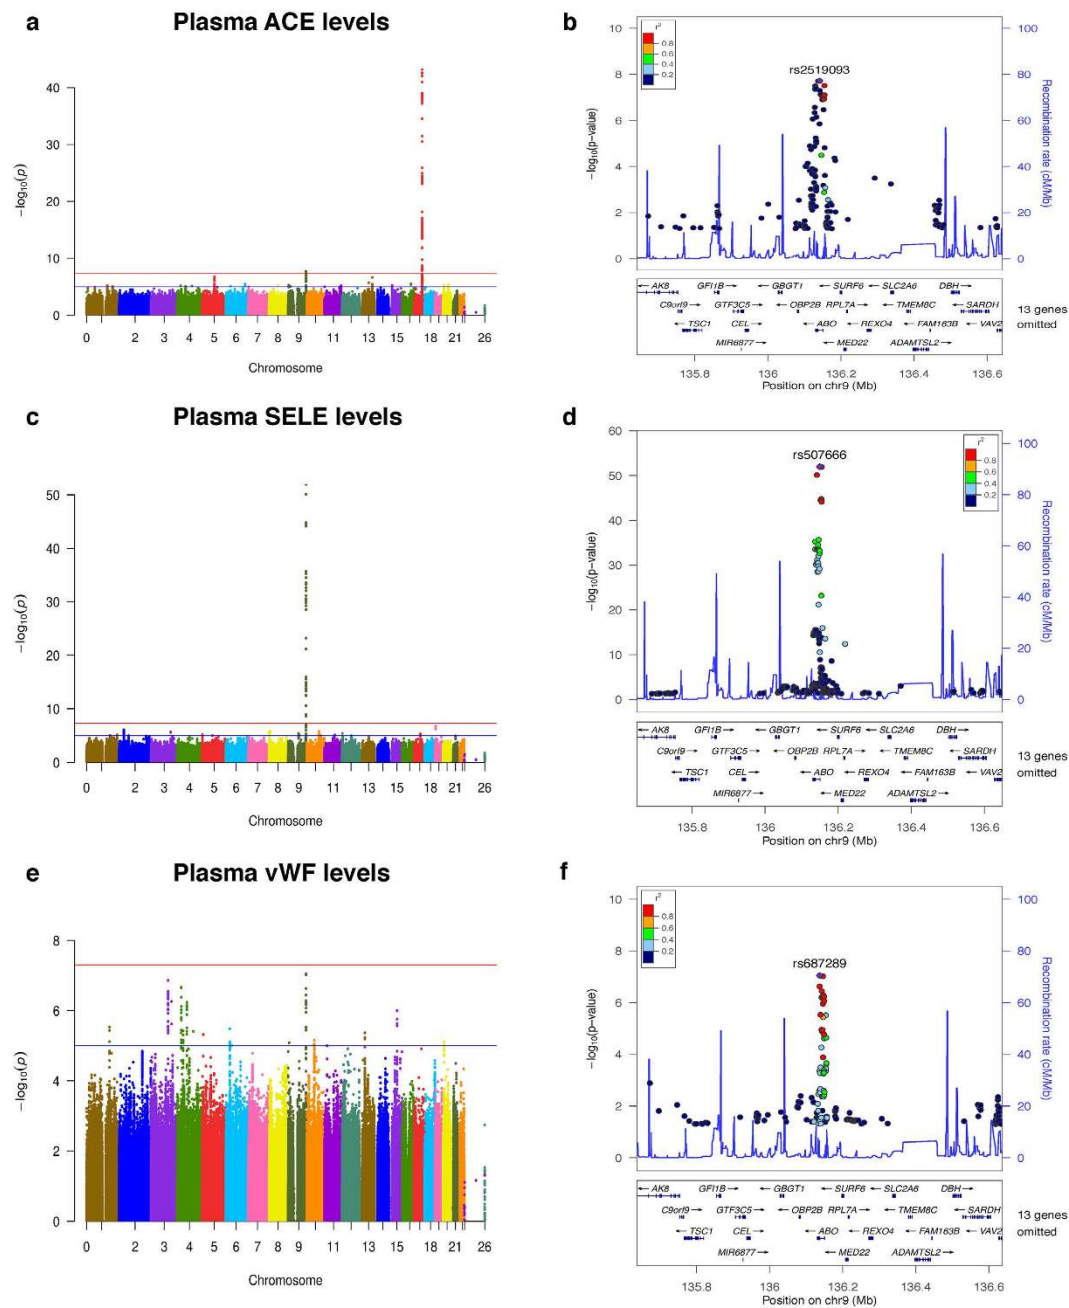 a Plasma ACE levels
−log10(p)
40
30
20
10
0
0 2 3 4 5 6 7 8 9 11 13 15 18 21 26
Chromosome
b
r²
0.8
0.6
0.4
0.2
rs2519093
−log10(p−value)
10
8
6
4
2
0
Recombination rate (cM/Mb)
100
80
60
40
20
0
AK8 GFI1B GBGT1 SURF6 SLC2A6 DBH
C9orf9 GTF3C5 OBP2B RPL7A TMEM8C SARDH
TSC1 CEL ABO REXO4 FAM163B VAV2
MIR6877 MED22 ADAMTSL2
13 genes
omitted
135.8 136 136.2 136.4 136.6
Position on chr9 (Mb)
c Plasma SELE levels
−log10(p)
50
40
30
20
10
0
0 2 3 4 5 6 7 8 9 11 13 15 18 21 26
Chromosome
d
r²
0.8
0.6
0.4
0.2
rs507666
−log10(p−value)
60
50
40
30
20
10
0
Recombination rate (cM/Mb)
100
80
60
40
20
0
AK8 GFI1B GBGT1 SURF6 SLC2A6 DBH
C9orf9 GTF3C5 OBP2B RPL7A TMEM8C SARDH
TSC1 CEL ABO REXO4 FAM163B VAV2
MIR6877 MED22 ADAMTSL2
13 genes
omitted
135.8 136 136.2 136.4 136.6
Position on chr9 (Mb)
e Plasma vWF levels
−log10(p)
8
6
4
2
0
0 2 3 4 5 6 7 8 9 11 13 15 18 21 26
Chromosome
f
r²
0.8
0.6
0.4
0.2
rs687289
−log10(p−value)
10
8
6
4
2
0
Recombination rate (cM/Mb)
100
80
60
40
20
0
AK8 GFI1B GBGT1 SURF6 SLC2A6 DBH
C9orf9 GTF3C5 OBP2B RPL7A TMEM8C SARDH
TSC1 CEL ABO REXO4 FAM163B VAV2
MIR6877 MED22 ADAMTSL2
13 genes
omitted
135.8 136 136.2 136.4 136.6
Position on chr9 (Mb)